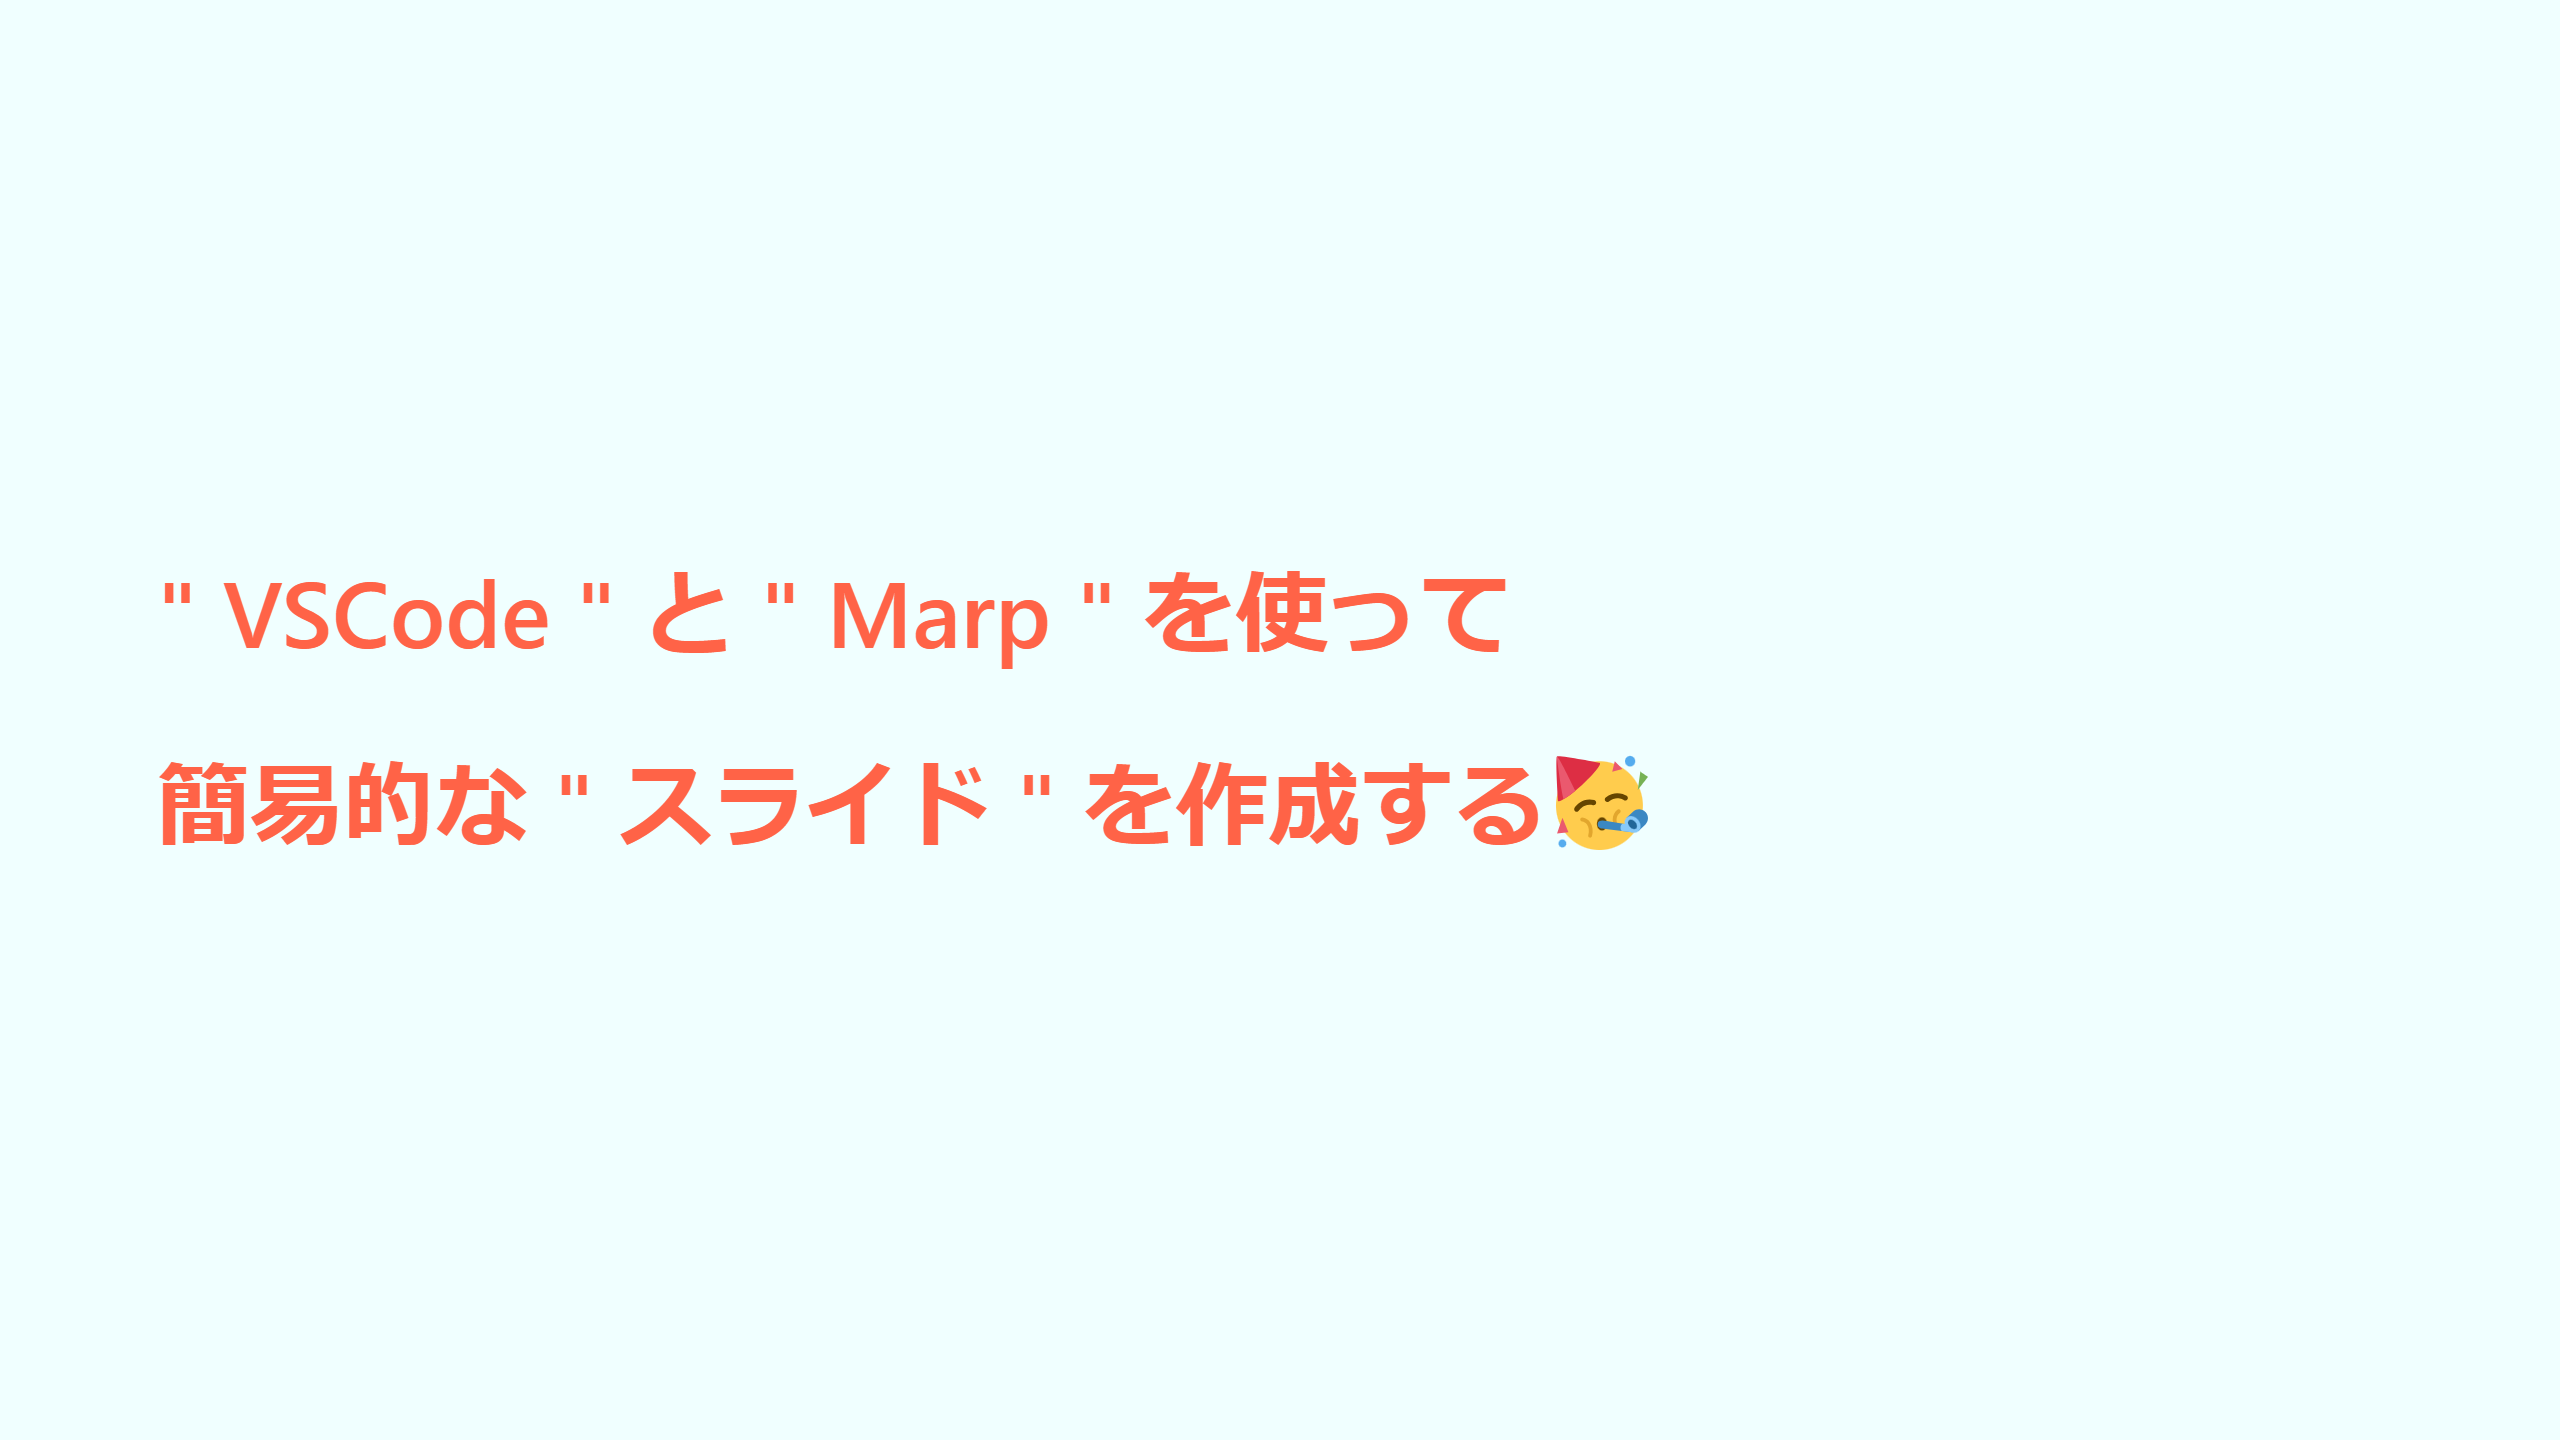 " VSCode " と " Marp " を使って
簡易的な " スライド " を作成する🥳